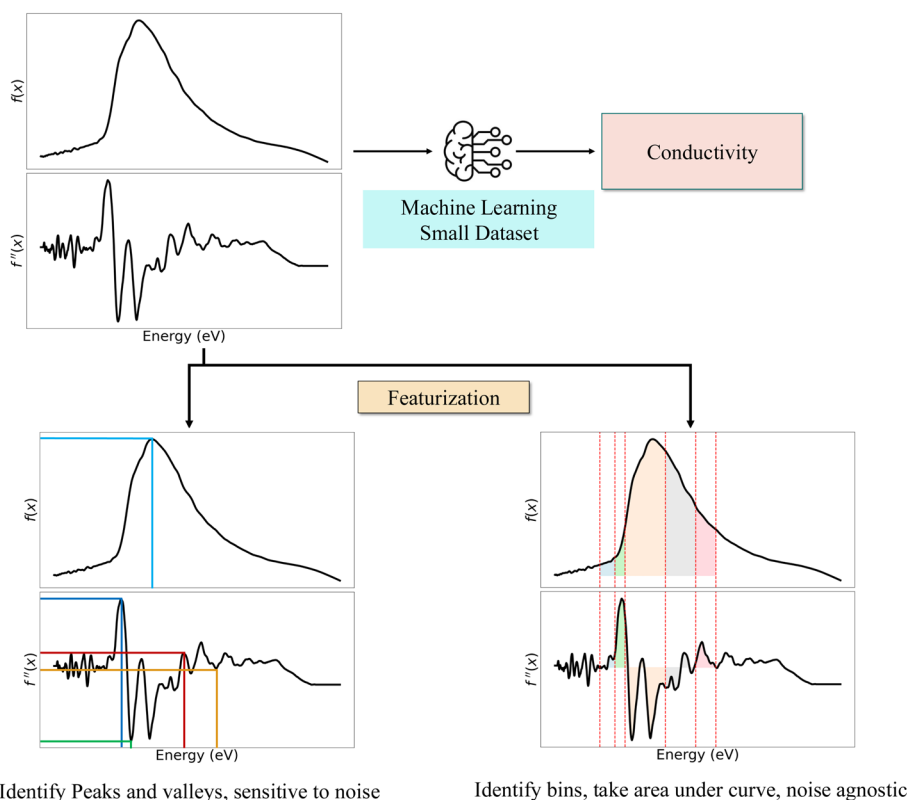 f(x)
Conductivity
Machine Learning
Small Dataset
f''(x)
Energy (eV)
Featurization
f(x)
f(x)
f''(x)
f''(x)
Energy (eV)
Energy (eV)
Identify Peaks and valleys, sensitive to noise
Identify bins, take area under curve, noise agnostic